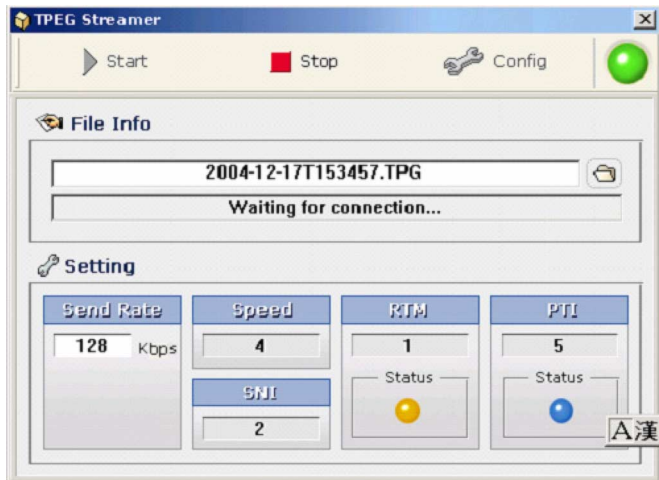 TPEG Streamer
Start Stop Config
File Info
2004-12-17T153457.TPG
Waiting for connection...
Setting
Send Rate Speed RTM PTI
128 Kbps 4 1 5
Status Status
SNI
2
A漢